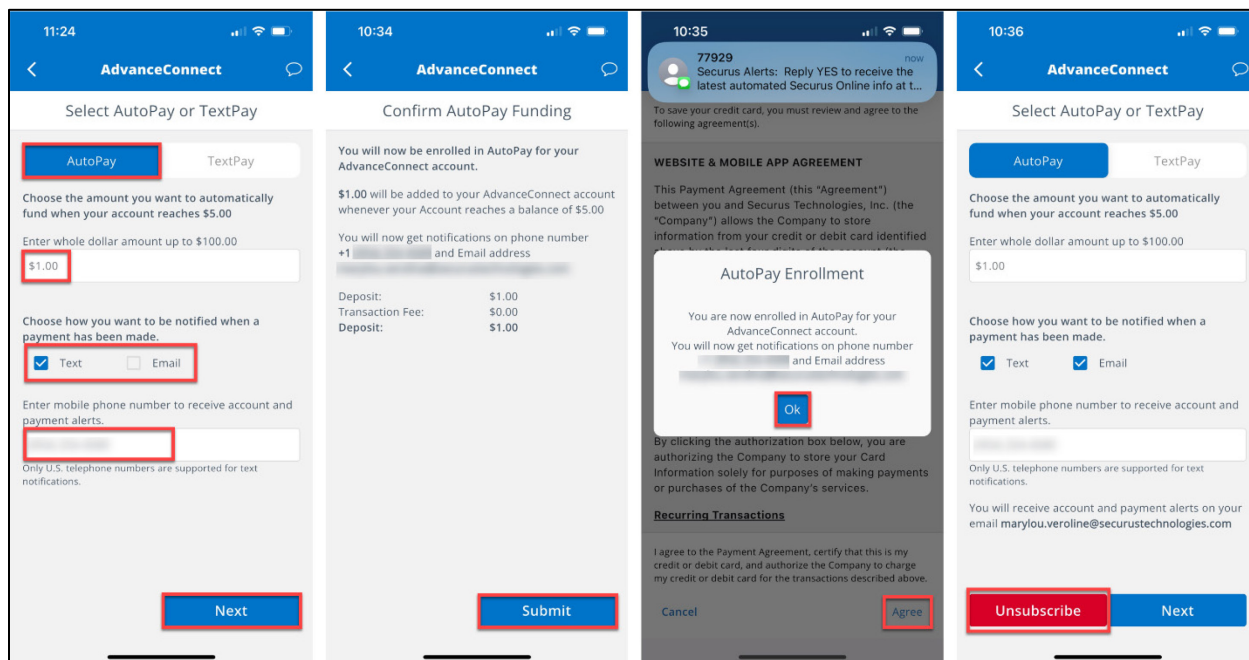 11:24
AdvanceConnect
Select AutoPay or TextPay
AutoPay
TextPay
Choose the amount you want to automatically
fund when your account reaches $5.00
Enter whole dollar amount up to $100.00
$1.00
Choose how you want to be notified when a
payment has been made.
Text
Email
Enter mobile phone number to receive account and
payment alerts.
Only U.S. telephone numbers are supported for text
notifications.
Next
10:34
AdvanceConnect
Confirm AutoPay Funding
You will now be enrolled in AutoPay for your
AdvanceConnect account.
$1.00 will be added to your AdvanceConnect account
whenever your Account reaches a balance of $5.00
You will now get notifications on phone number
+1 and Email address
Deposit: $1.00
Transaction Fee: $0.00
Deposit: $1.00
Submit
10:35
77929
now
Securus Alerts: Reply YES to receive the
latest automated Securus Online info at t...
To save your credit card, you must review and agree to the
following agreement(s).
WEBSITE & MOBILE APP AGREEMENT
This Payment Agreement (this “Agreement”)
between you and Securus Technologies, Inc. (the
“Company”) allows the Company to store
information from your credit or debit card identified
above by the last four digits of the account (the
AutoPay Enrollment
You are now enrolled in AutoPay for your
AdvanceConnect account.
You will now get notifications on phone number
and Email address
Ok
By clicking the authorization box below, you are
authorizing the Company to store your Card
Information solely for purposes of making payments
or purchases of the Company's services.
Recurring Transactions
I agree to the Payment Agreement, certify that this is my
credit or debit card, and authorize the Company to charge
my credit or debit card for the transactions described above.
Cancel
Agree
10:36
AdvanceConnect
Select AutoPay or TextPay
AutoPay
TextPay
Choose the amount you want to automatically
fund when your account reaches $5.00
Enter whole dollar amount up to $100.00
$1.00
Choose how you want to be notified when a
payment has been made.
Text
Email
Enter mobile phone number to receive account and
payment alerts.
Only U.S. telephone numbers are supported for text
notifications.
You will receive account and payment alerts on your
email marylou.veroline@securustechnologies.com
Unsubscribe
Next